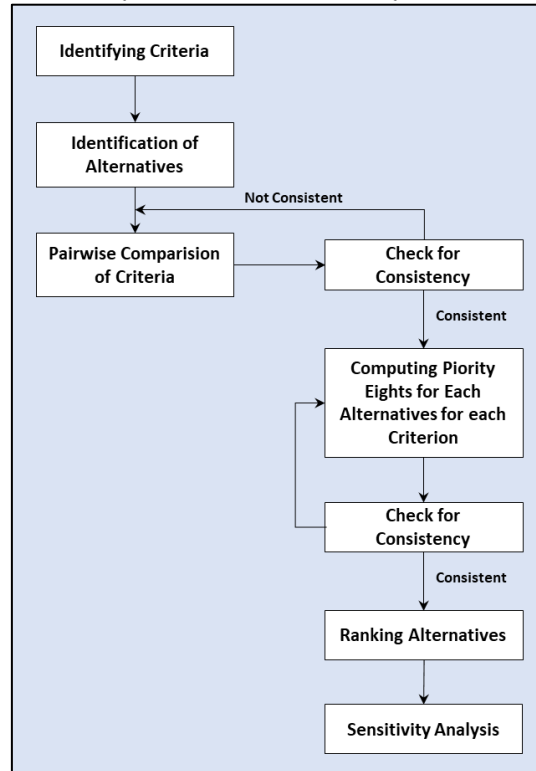 Identifying Criteria
Identification of
Alternatives
Not Consistent
Pairwise Comparision
of Criteria
Check for
Consistency
Consistent
Computing Piority
Eights for Each
Alternatives for each
Criterion
Check for
Consistency
Consistent
Ranking Alternatives
Sensitivity Analysis